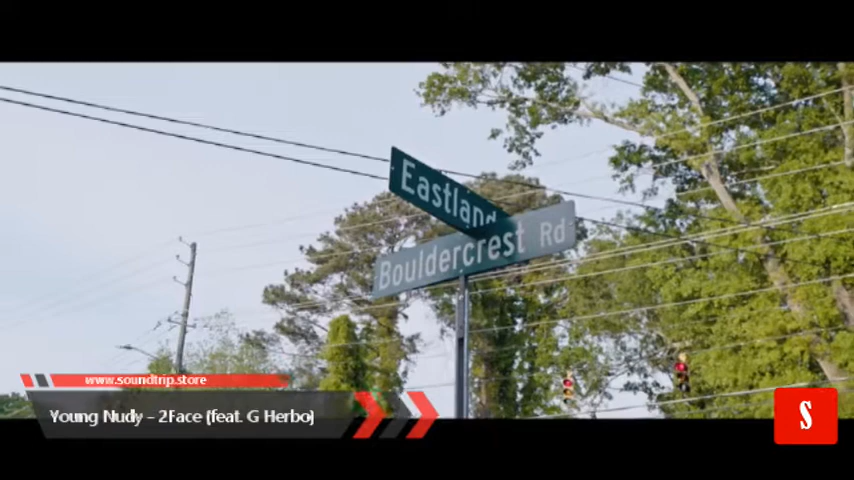 Eastland
Bouldercrest Rd
www.soundtrip.store
Young Nudy - 2Face (feat. G Herbo)
S